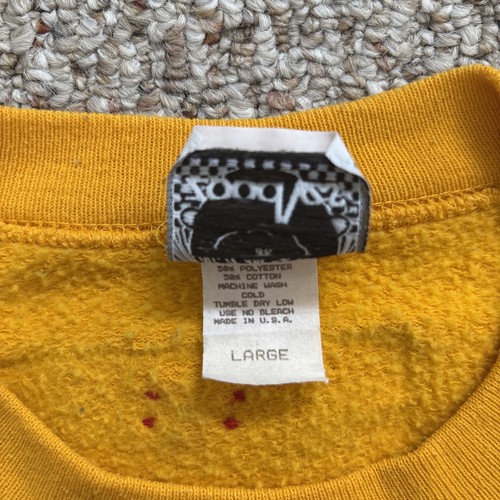 50% POLYESTER
50% COTTON
MACHINE WASH
COLD
TUMBLE DRY LOW
USE NO BLEACH
MADE IN U.S.A.
LARGE